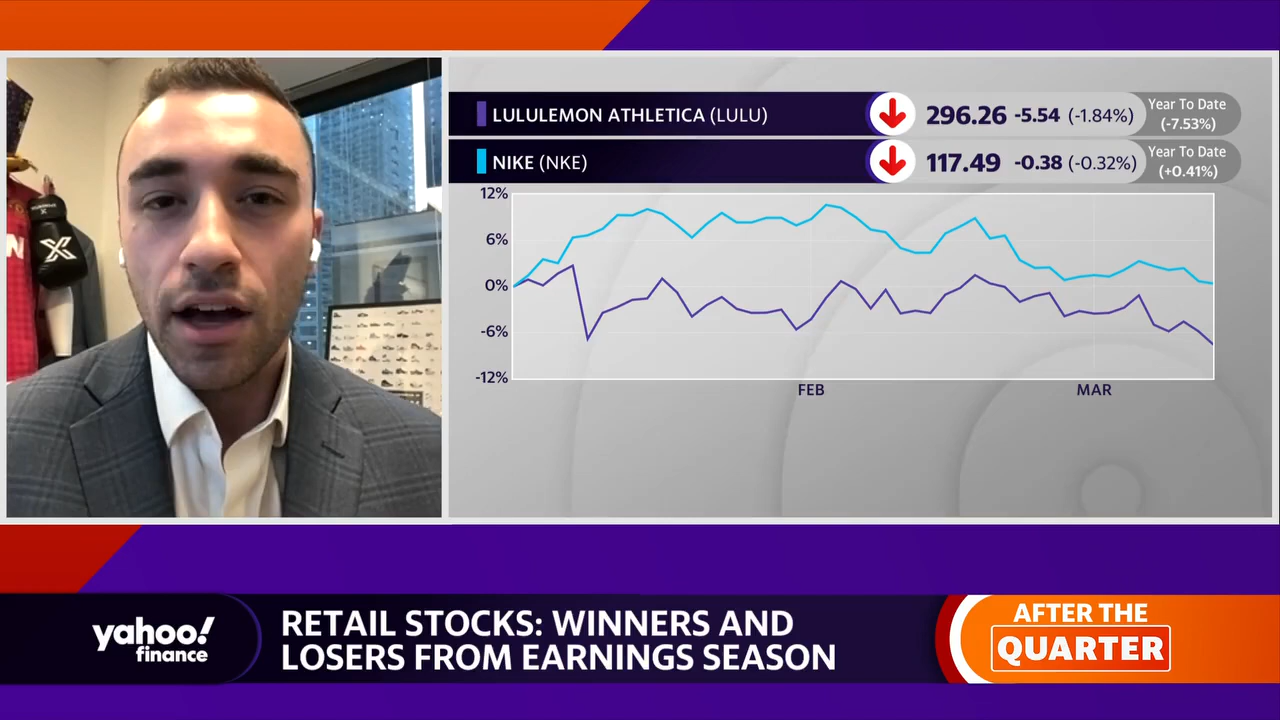 LULULEMON ATHLETICA (LULU) 296.26 -5.54 (-1.84%) Year To Date (-7.53%)
NIKE (NKE) 117.49 -0.38 (-0.32%) Year To Date (+0.41%)
12%
6%
0%
-6%
-12%
FEB MAR
N
X
yahoo!
finance
RETAIL STOCKS: WINNERS AND
LOSERS FROM EARNINGS SEASON
AFTER THE
QUARTER